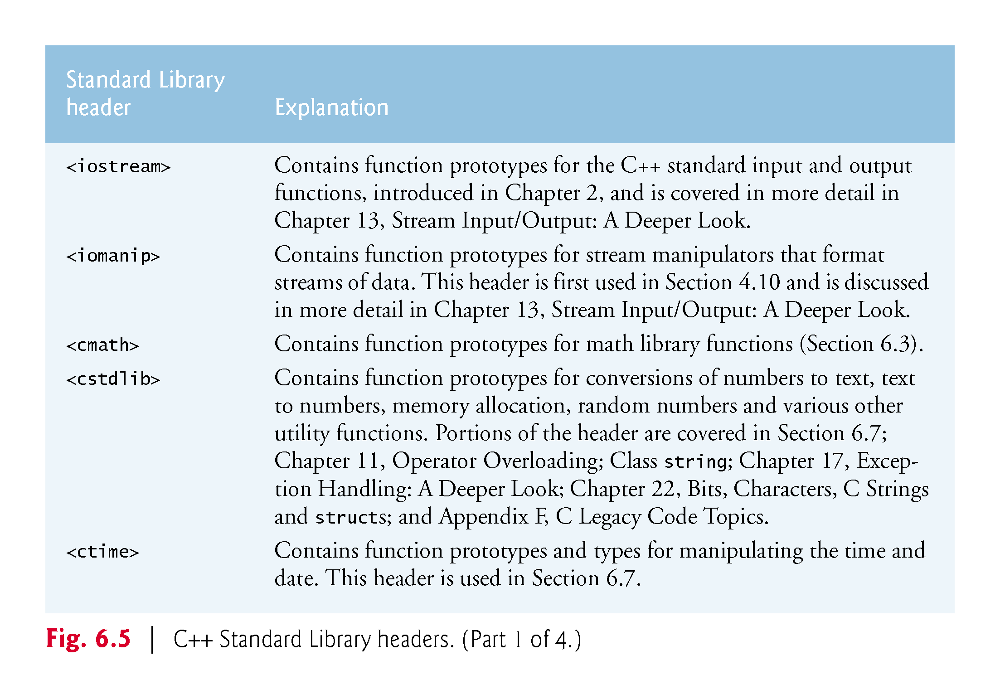 Standard Library
header Explanation
<iostream> Contains function prototypes for the C++ standard input and output
functions, introduced in Chapter 2, and is covered in more detail in
Chapter 13, Stream Input/Output: A Deeper Look.
<iomanip> Contains function prototypes for stream manipulators that format
streams of data. This header is first used in Section 4.10 and is discussed
in more detail in Chapter 13, Stream Input/Output: A Deeper Look.
<cmath> Contains function prototypes for math library functions (Section 6.3).
<cstdlib> Contains function prototypes for conversions of numbers to text, text
to numbers, memory allocation, random numbers and various other
utility functions. Portions of the header are covered in Section 6.7;
Chapter 11, Operator Overloading; Class string; Chapter 17, Excep-
tion Handling: A Deeper Look; Chapter 22, Bits, Characters, C Strings
and structs; and Appendix F, C Legacy Code Topics.
<ctime> Contains function prototypes and types for manipulating the time and
date. This header is used in Section 6.7.
Fig. 6.5 | C++ Standard Library headers. (Part 1 of 4.)